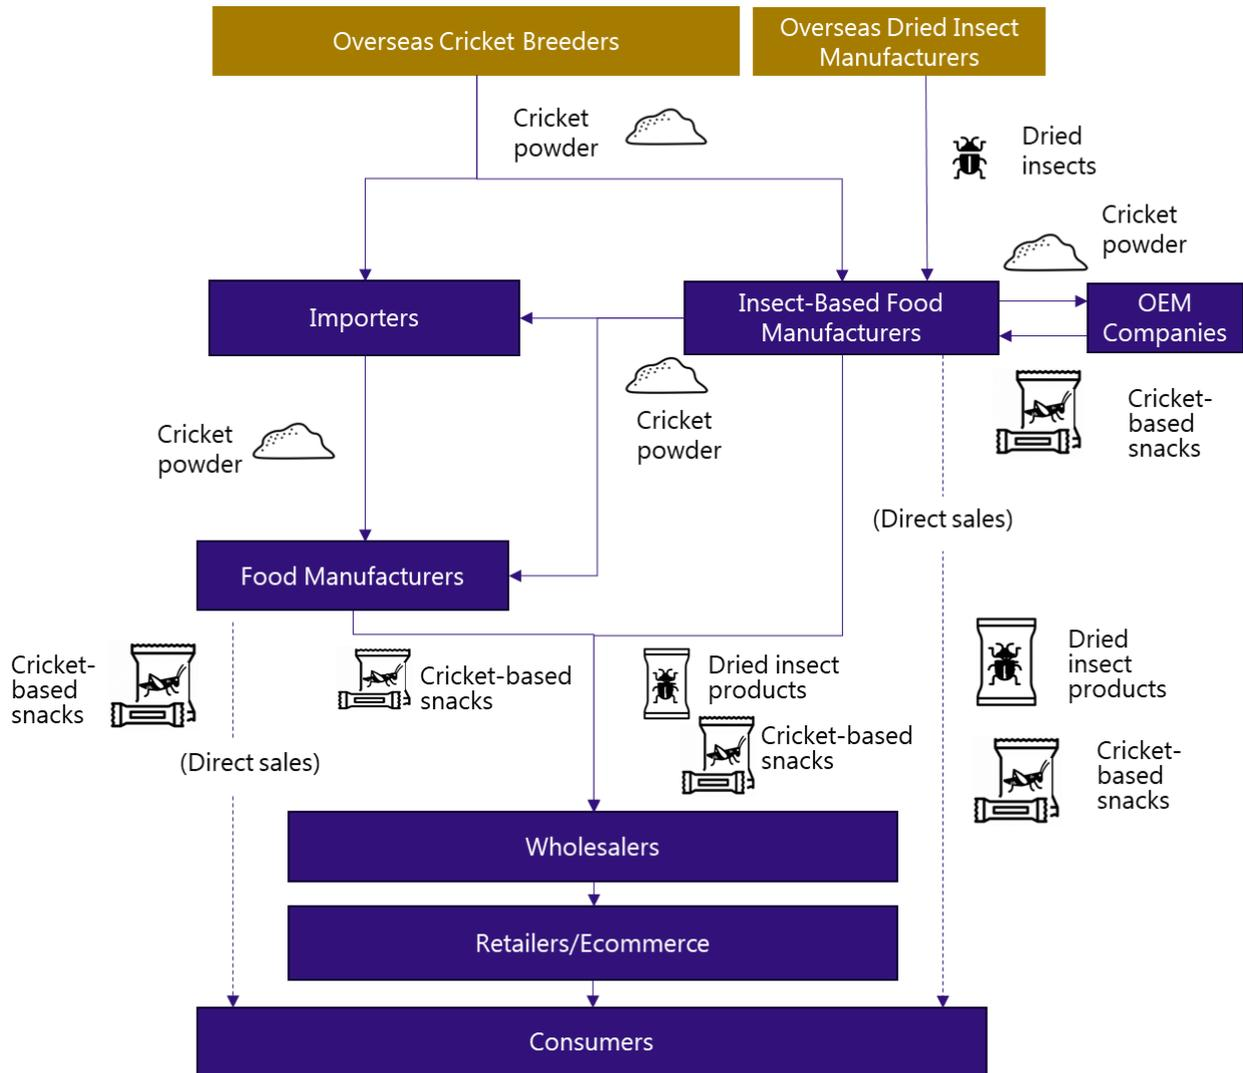 Overseas Cricket Breeders
Overseas Dried Insect
Manufacturers
Cricket
powder
Dried
insects
Cricket
powder
Importers
Insect-Based Food
Manufacturers
OEM
Companies
Cricket
powder
Cricket
powder
Cricket-
based
snacks
(Direct sales)
Food Manufacturers
Cricket-
based
snacks
Cricket-based
snacks
Dried insect
products
Cricket-based
snacks
Dried
insect
products
Cricket-
based
snacks
(Direct sales)
Wholesalers
Retailers/Ecommerce
Consumers